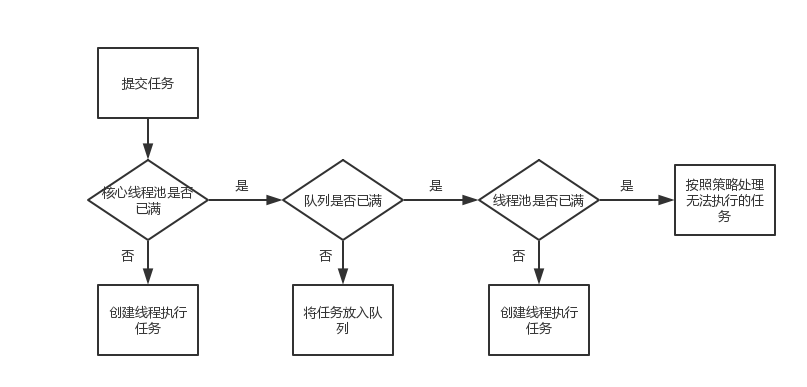 提交任务
核心线程池是否
已满
是
队列是否已满
是
线程池是否已满
是
按照策略处理
无法执行的任
务
否
否
否
创建线程执行
任务
将任务放入队
列
创建线程执行
任务